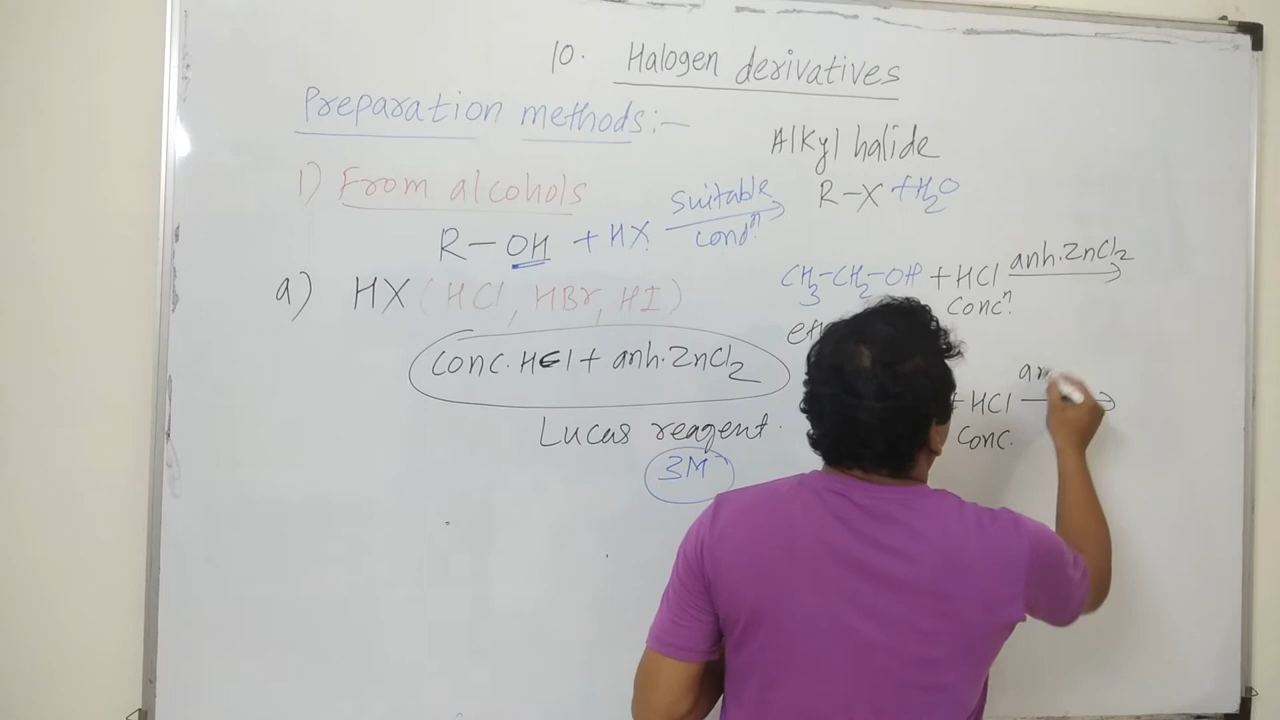 10. Halogen derivatives
Preparation methods:-
Alkyl halide
1) From alcohols
R-OH + HX suitable condⁿ. R-X + H₂O
a) HX (HCl, HBr, HI)
CH₃-CH₂-OH + HCl anh. ZnCl₂
Concⁿ.
Conc. HCl + anh. ZnCl₂
+ HCl
Conc.
Lucas reagent.
3M